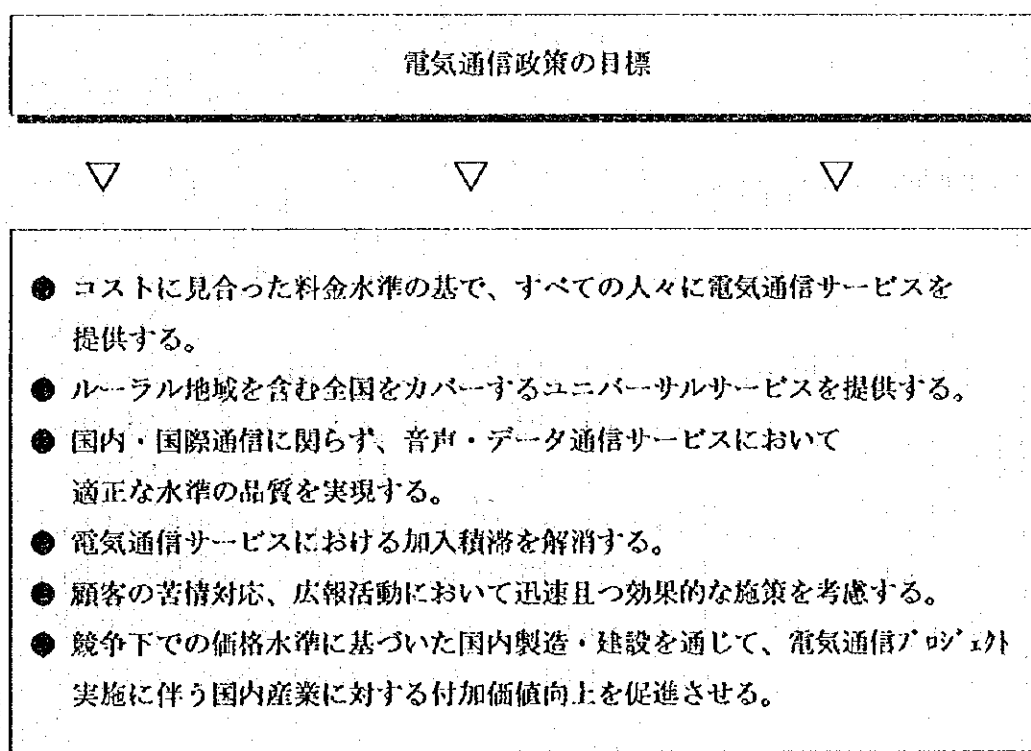 電気通信政策の目標
▽ ▽ ▽
● コストに見合った料金水準の基で、すべての人々に電気通信サービスを
提供する。
● ルーラル地域を含む全国をカバーするユニバーサルサービスを提供する。
● 国内・国際通信に関らず、音声・データ通信サービスにおいて
適正な水準の品質を実現する。
● 電気通信サービスにおける加入積滞を解消する。
● 顧客の苦情対応、広報活動において迅速且つ効果的な施策を考慮する。
● 競争下での価格水準に基づいた国内製造・建設を通じて、電気通信プロジェクト
実施に伴う国内産業に対する付加価値向上を促進させる。